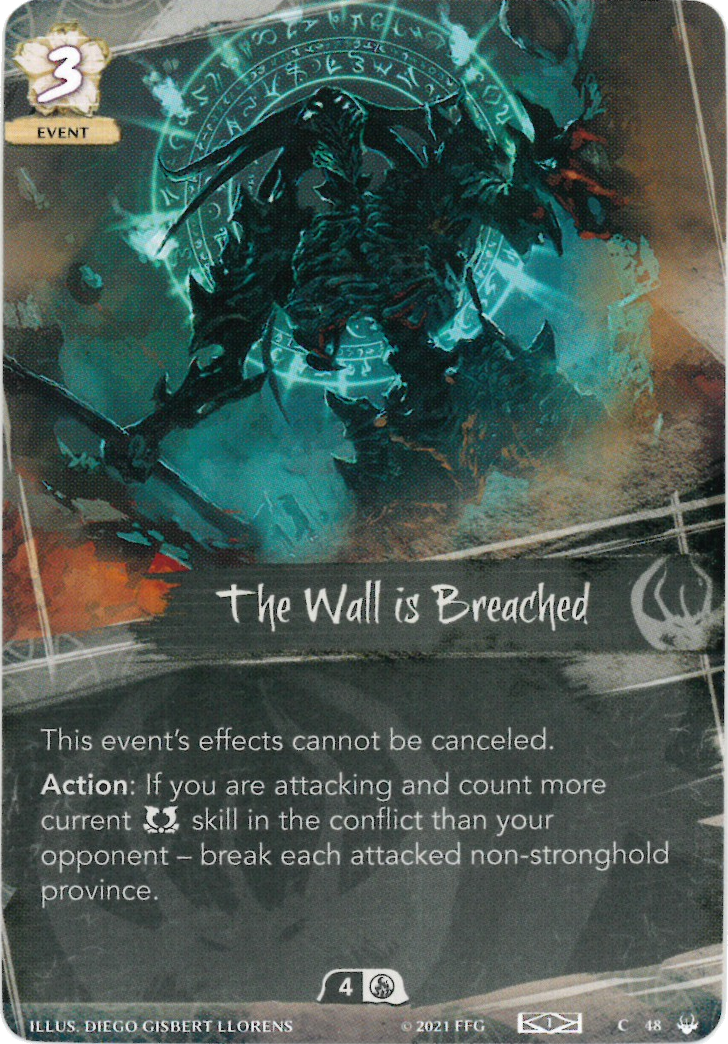 3
EVENT
The Wall is Breached
This event's effects cannot be canceled.
Action: If you are attacking and count more
current skill in the conflict than your
opponent – break each attacked non-stronghold
province.
4
ILLUS. DIEGO GISBERT LLORENS © 2021 FFG 1 C 48